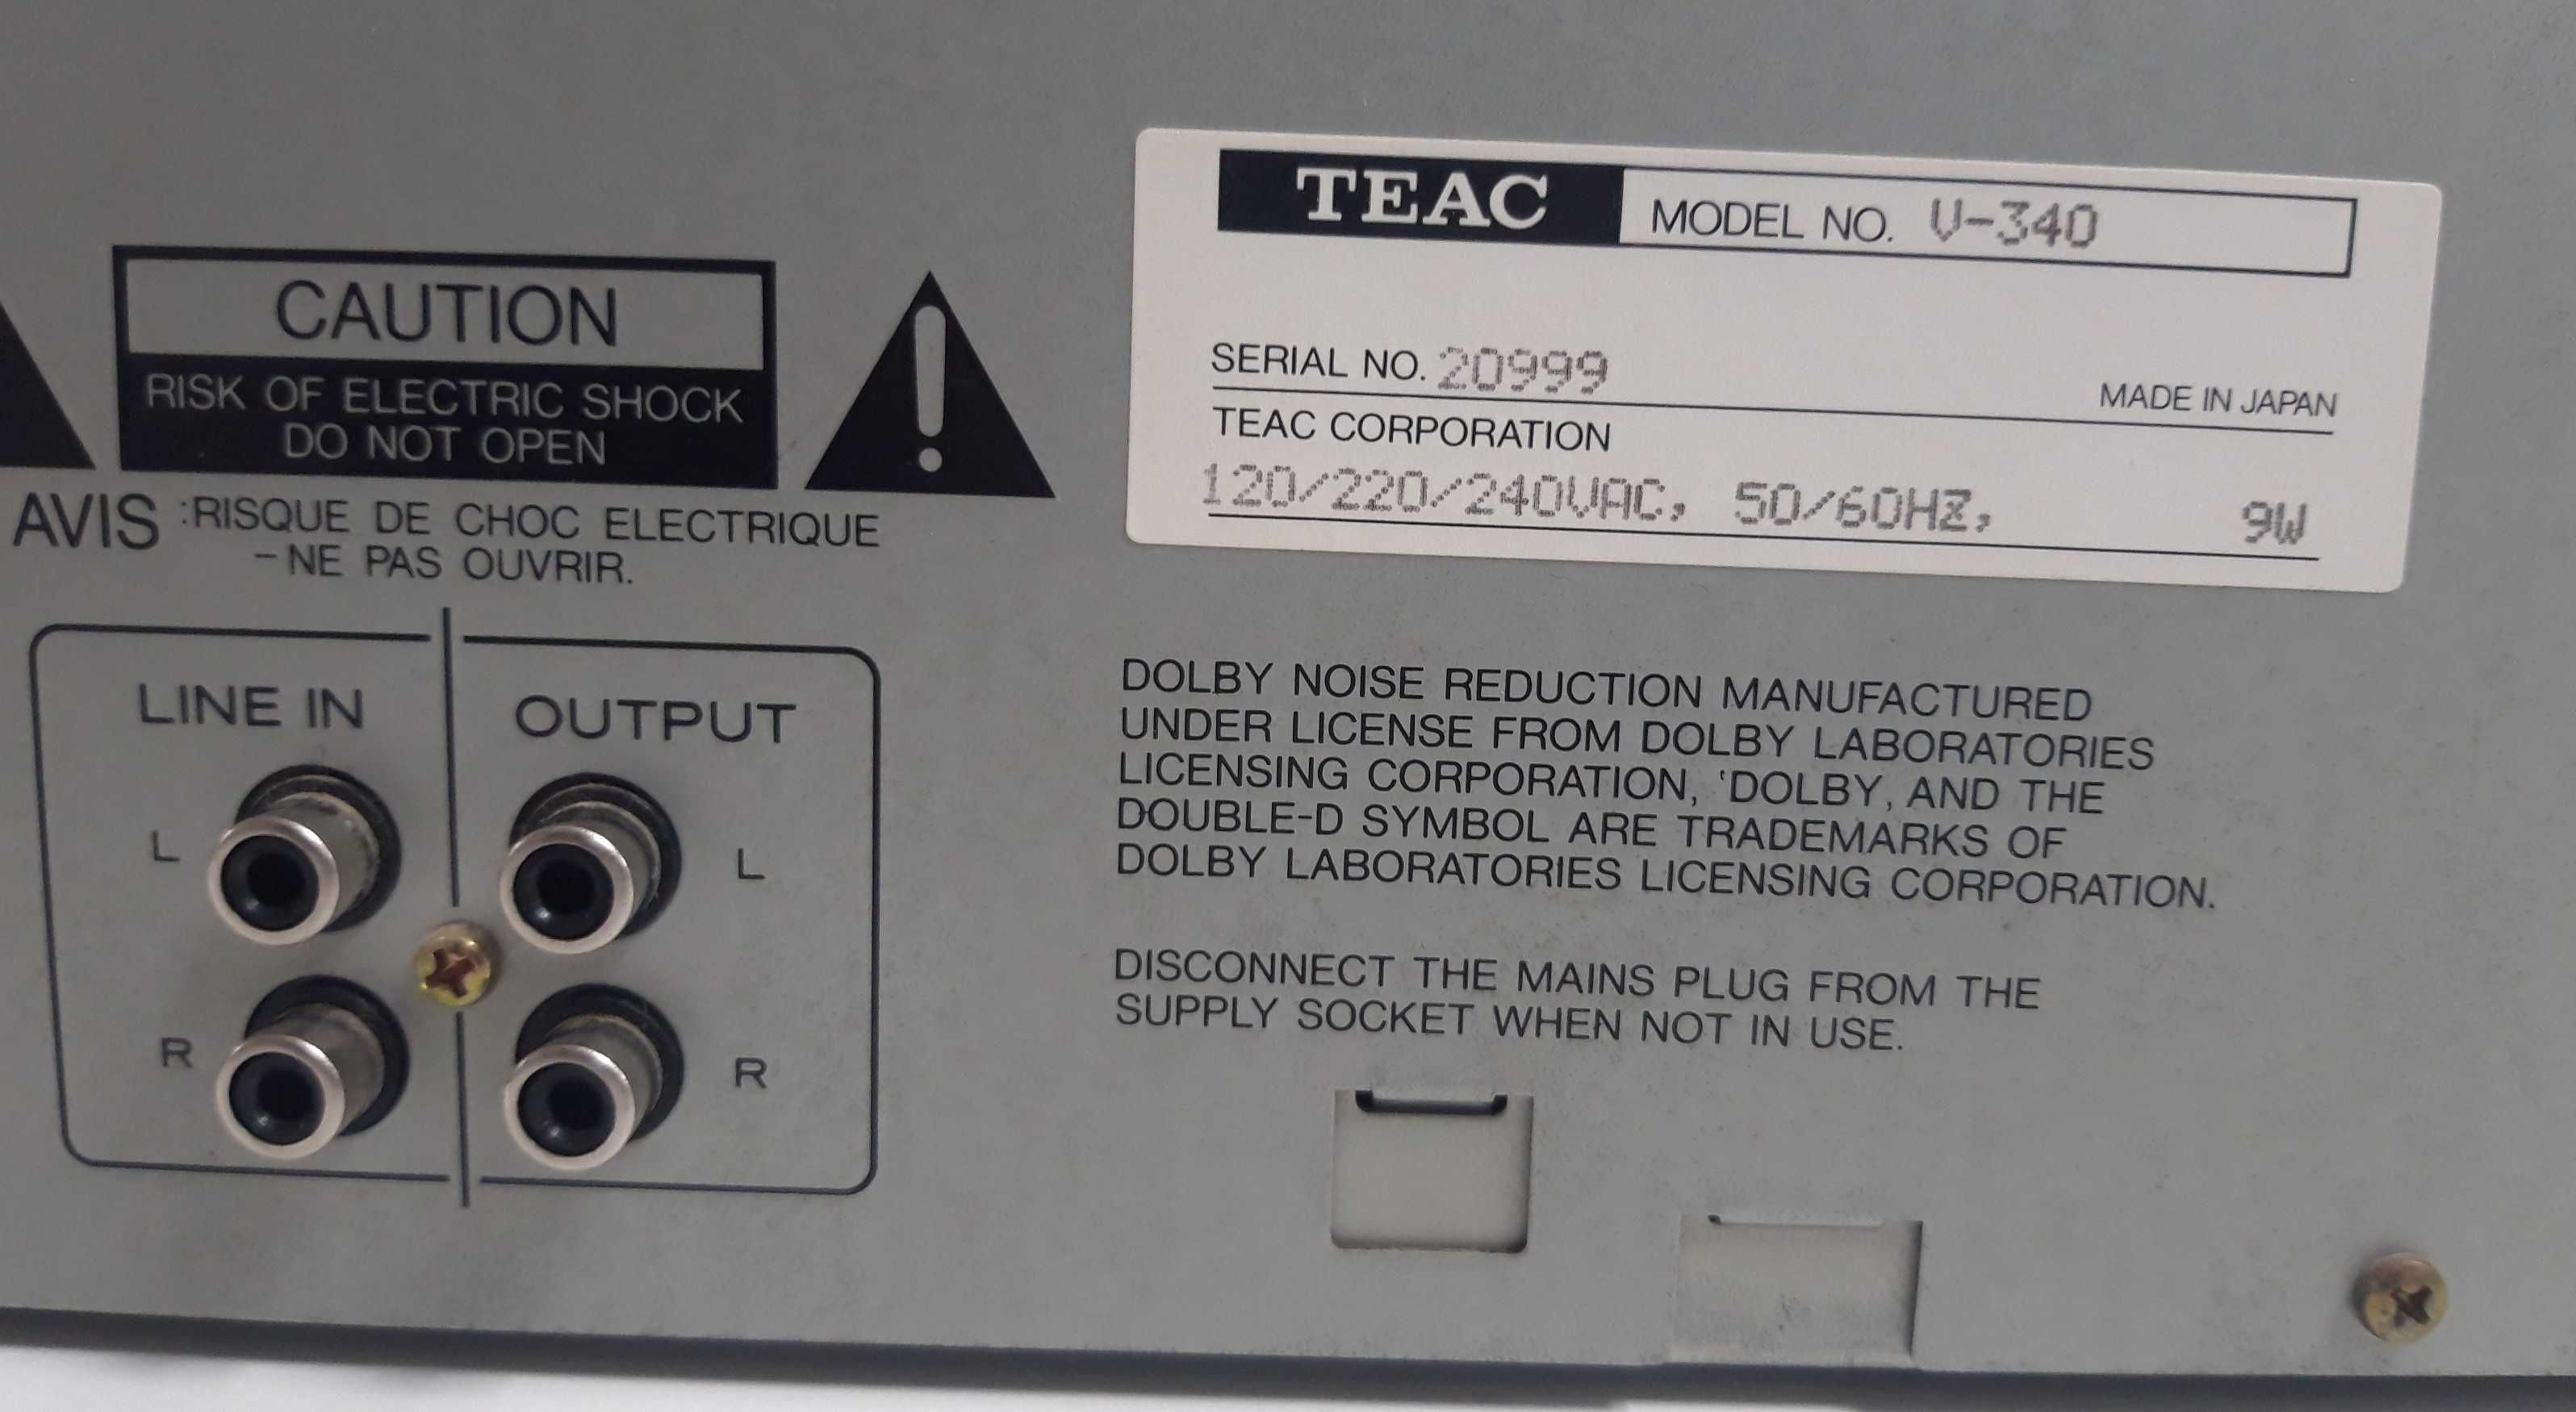 CAUTION
RISK OF ELECTRIC SHOCK
DO NOT OPEN
AVIS :RISQUE DE CHOC ELECTRIQUE
-NE PAS OUVRIR.
LINE IN
OUTPUT
L
L
R
R
TEAC MODEL NO. V-340
SERIAL NO. 20999 MADE IN JAPAN
TEAC CORPORATION
120/220/240VAC, 50/60HZ, 9W
DOLBY NOISE REDUCTION MANUFACTURED
UNDER LICENSE FROM DOLBY LABORATORIES
LICENSING CORPORATION, 'DOLBY, AND THE
DOUBLE-D SYMBOL ARE TRADEMARKS OF
DOLBY LABORATORIES LICENSING CORPORATION.
DISCONNECT THE MAINS PLUG FROM THE
SUPPLY SOCKET WHEN NOT IN USE.